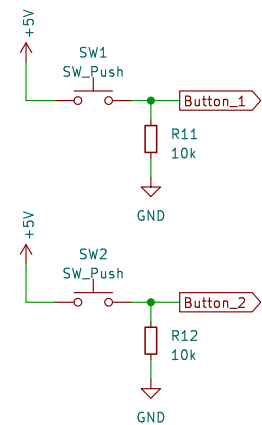 +5V
SW1
SW_Push
Button_1
R11
10k
GND
+5V
SW2
SW_Push
Button_2
R12
10k
GND